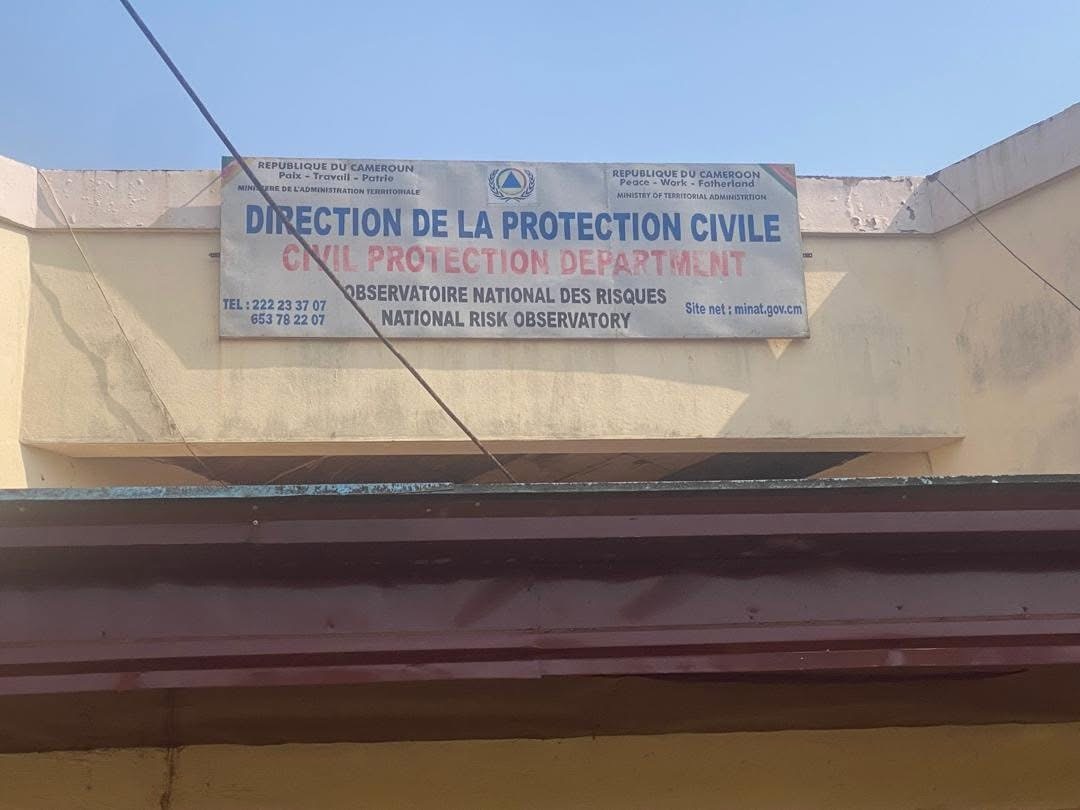 REPUBLIQUE DU CAMEROUN
Paix - Travail - Patrie
MINISTERE DE L'ADMINISTRATION TERRITORIALE
REPUBLIC OF CAMEROON
Peace - Work - Fatherland
MINISTRY OF TERRITORIAL ADMINISTRATION
DIRECTION DE LA PROTECTION CIVILE
CIVIL PROTECTION DEPARTMENT
OBSERVATOIRE NATIONAL DES RISQUES
NATIONAL RISK OBSERVATORY
TEL : 222 23 37 07
653 78 22 07
Site net : minat.gov.cm